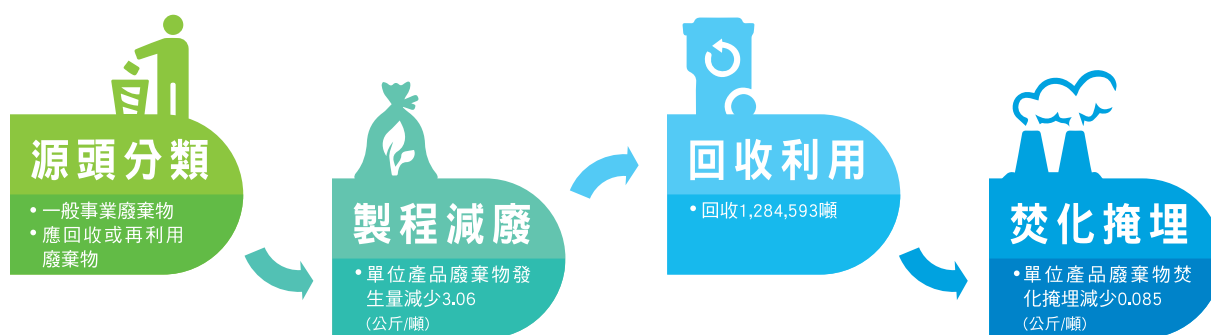 源頭分類
• 一般事業廢棄物
• 應回收或再利用
廢棄物
製程減廢
• 單位產品廢棄物發
生量減少3.06
(公斤/噸)
回收利用
• 回收1,284,593噸
焚化掩埋
• 單位產品廢棄物焚
化掩埋減少0.085
(公斤/噸)